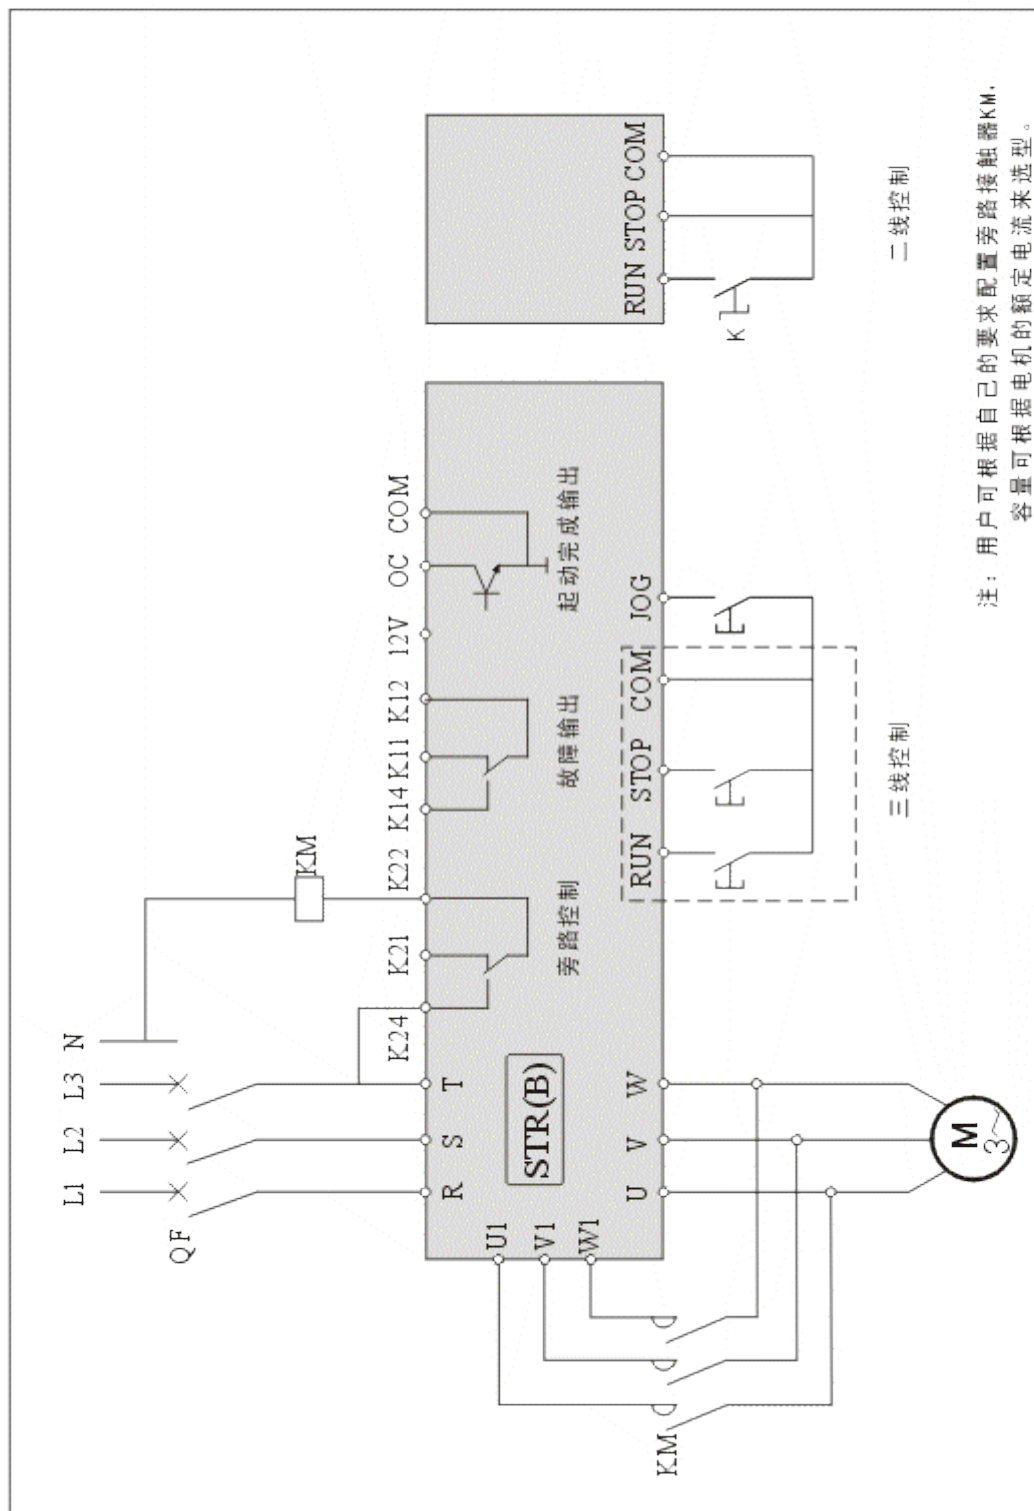 L1 L2 L3 N
QF
KM
R S T K24 K21 K22 K14 K11 K12 12V OC COM
旁路控制 故障输出 起动完成输出
STR(B)
U1
V1
W1
U V W RUN STOP COM JOG
RUN STOP COM
K
KM
M
3~
三线控制
二线控制
注：用户可根据自己的要求配置旁路接触器KM，
容量可根据电机的额定电流来选型。